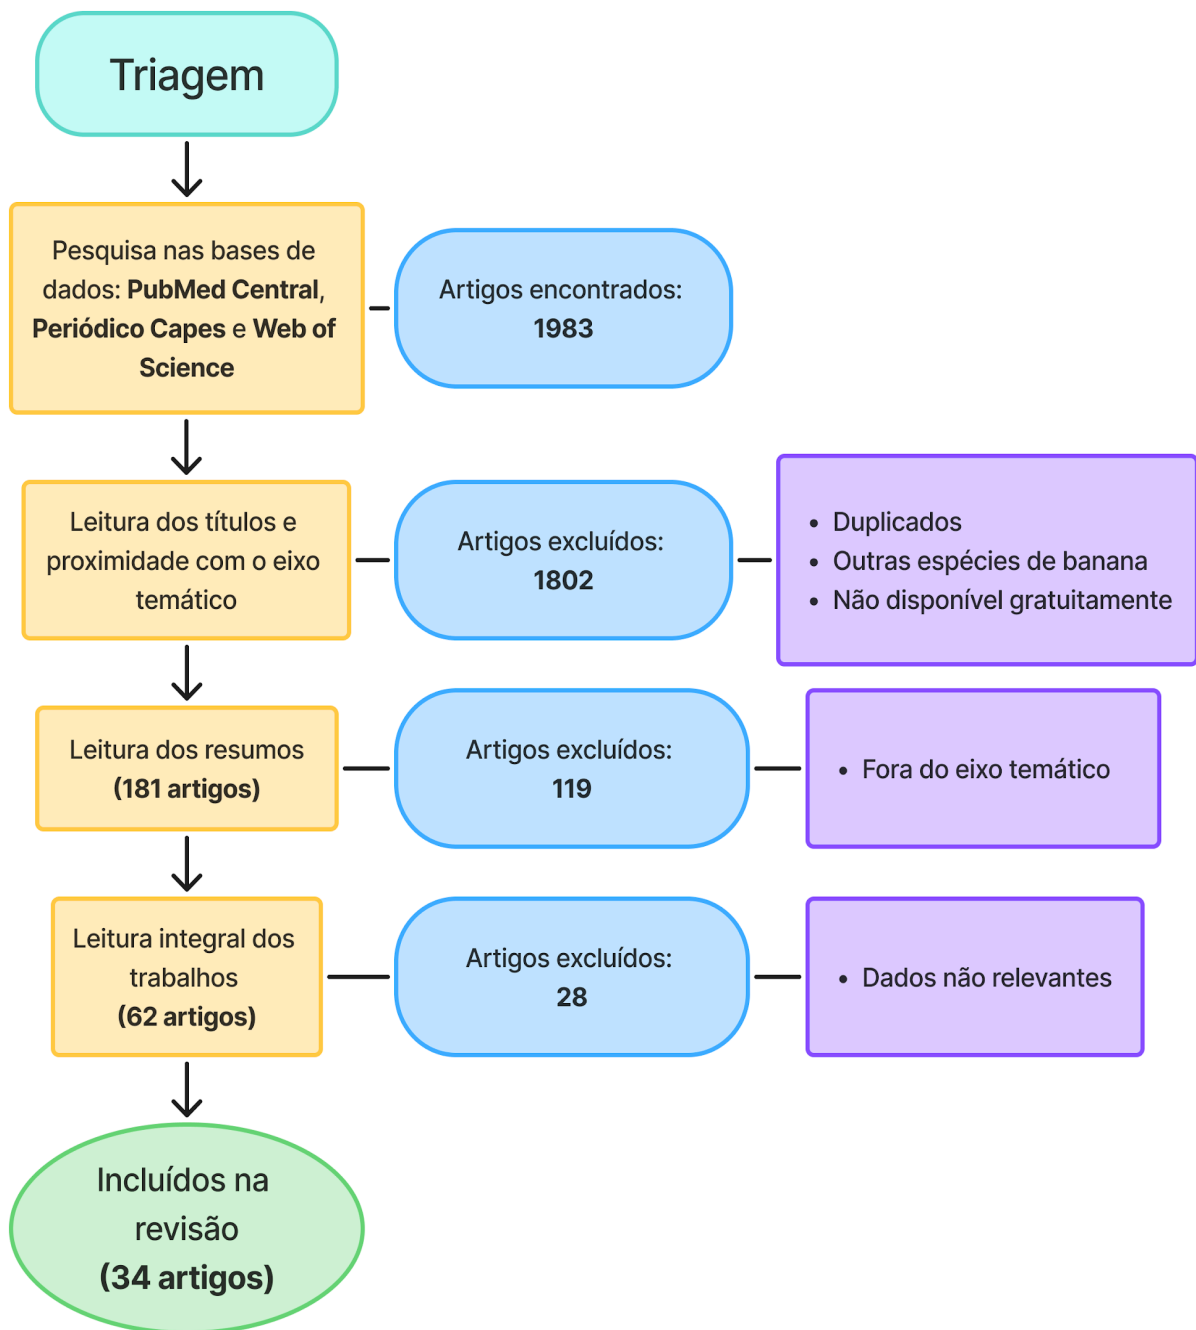 Triagem
Pesquisa nas bases de
dados: PubMed Central,
Periódico Capes e Web of
Science
Artigos encontrados:
1983
Leitura dos títulos e
proximidade com o eixo
temático
Artigos excluídos:
1802
• Duplicados
• Outras espécies de banana
• Não disponível gratuitamente
Leitura dos resumos
(181 artigos)
Artigos excluídos:
119
• Fora do eixo temático
Leitura integral dos
trabalhos
(62 artigos)
Artigos excluídos:
28
• Dados não relevantes
Incluídos na
revisão
(34 artigos)